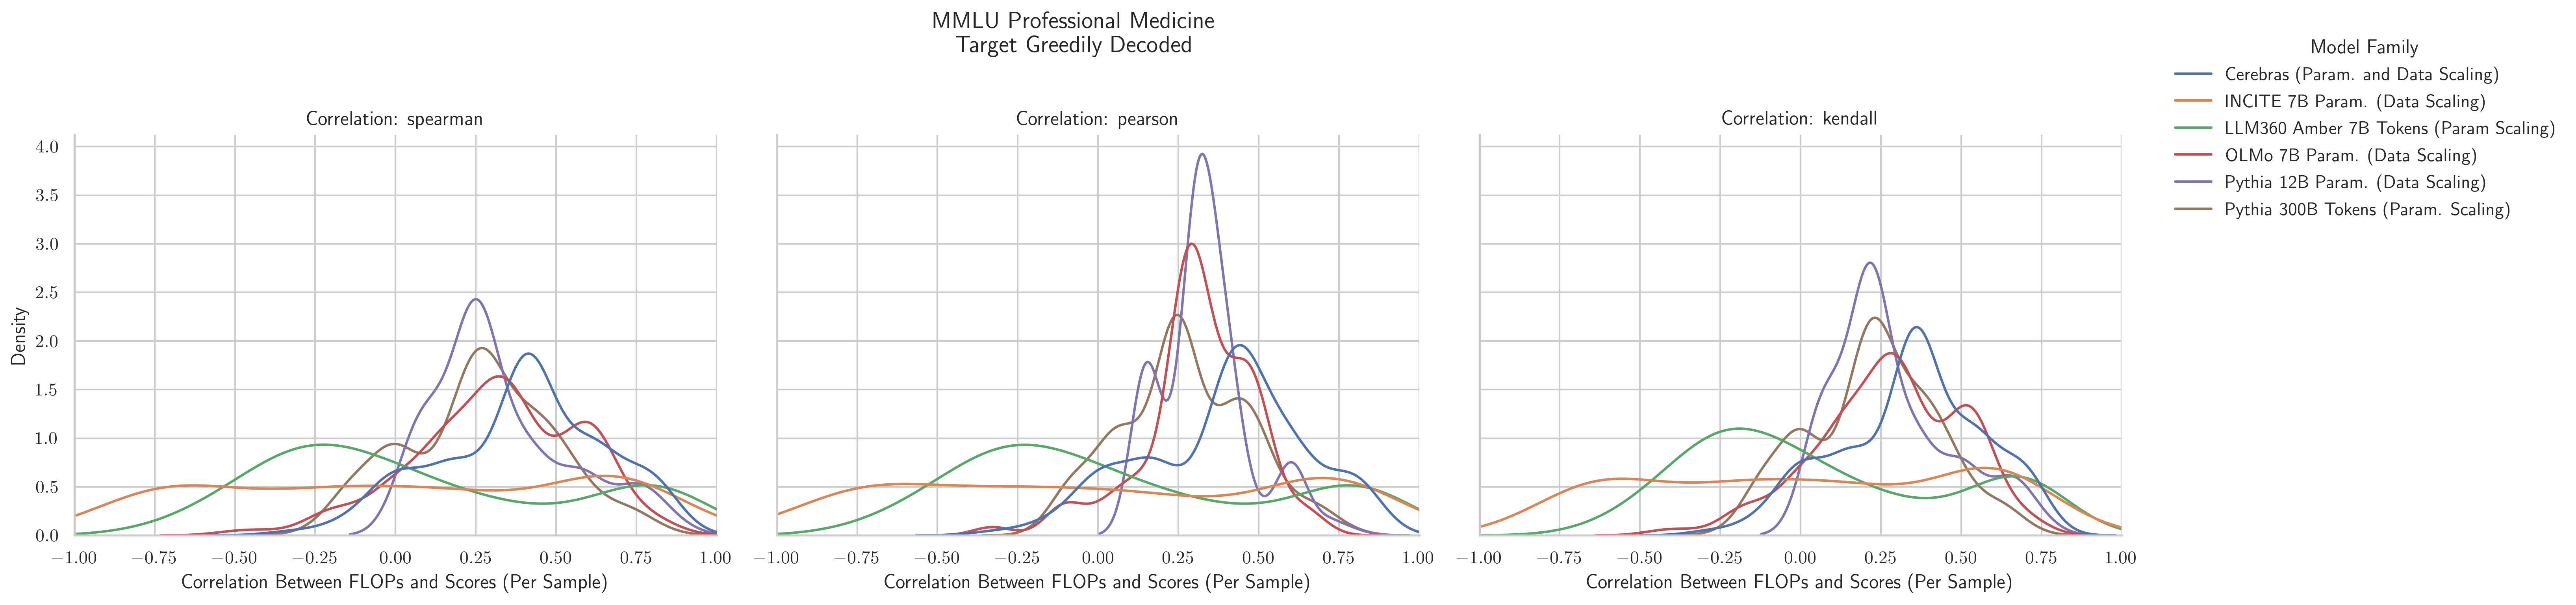 MMLU Professional Medicine
Target Greedily Decoded
Model Family
Cerebras (Param. and Data Scaling)
INCITE 7B Param. (Data Scaling)
LLM360 Amber 7B Tokens (Param Scaling)
OLMo 7B Param. (Data Scaling)
Pythia 12B Param. (Data Scaling)
Pythia 300B Tokens (Param. Scaling)
Correlation: spearman
Correlation: pearson
Correlation: kendall
Density
4.0
3.5
3.0
2.5
2.0
1.5
1.0
0.5
0.0
−1.00 −0.75 −0.50 −0.25 0.00 0.25 0.50 0.75 1.00
−1.00 −0.75 −0.50 −0.25 0.00 0.25 0.50 0.75 1.00
−1.00 −0.75 −0.50 −0.25 0.00 0.25 0.50 0.75 1.00
Correlation Between FLOPs and Scores (Per Sample)
Correlation Between FLOPs and Scores (Per Sample)
Correlation Between FLOPs and Scores (Per Sample)